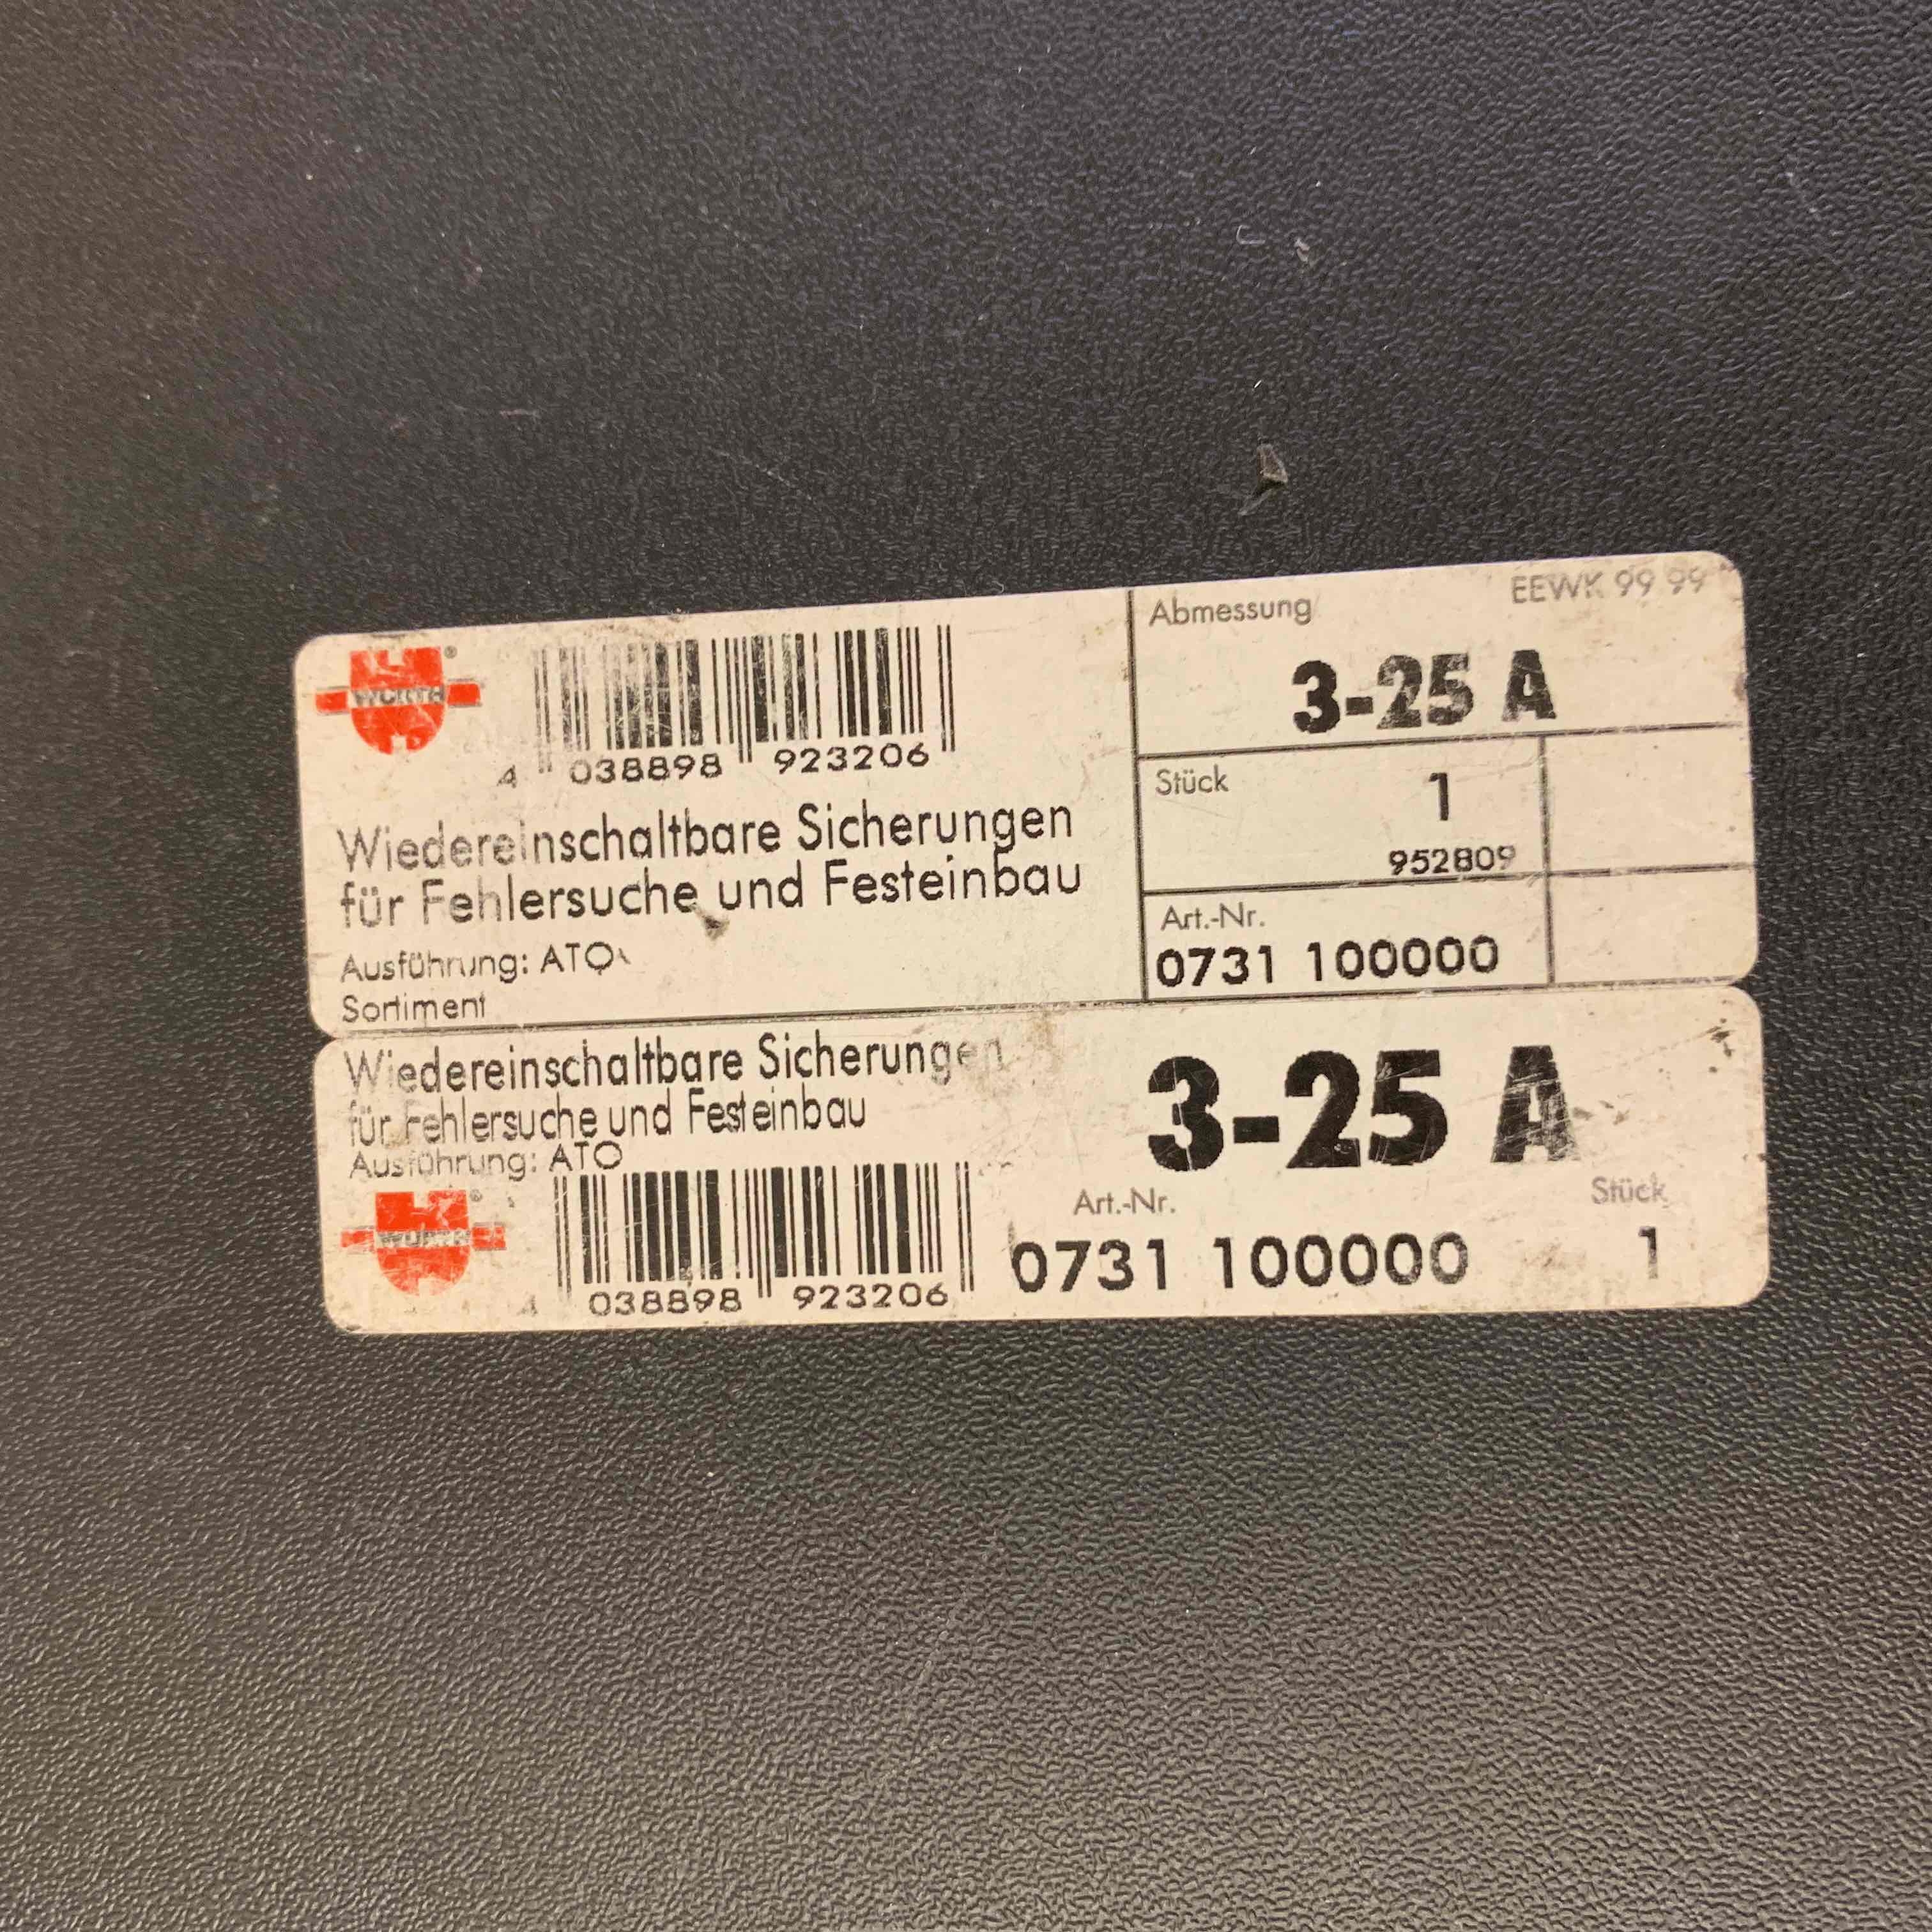 WÜRTH ®
4 038898 923206
Wiedereinschaltbare Sicherungen
für Fehlersuche und Festeinbau
Ausführung: ATO
Sortiment
EEWK 99 99
Abmessung
3-25 A
Stück 1
952809
Art.-Nr.
0731 100000
Wiedereinschaltbare Sicherungen
für Fehlersuche und Festeinbau
Ausführung: ATO
WÜRTH ®
4 038898 923206
3-25 A
Art.-Nr. Stück
0731 100000 1